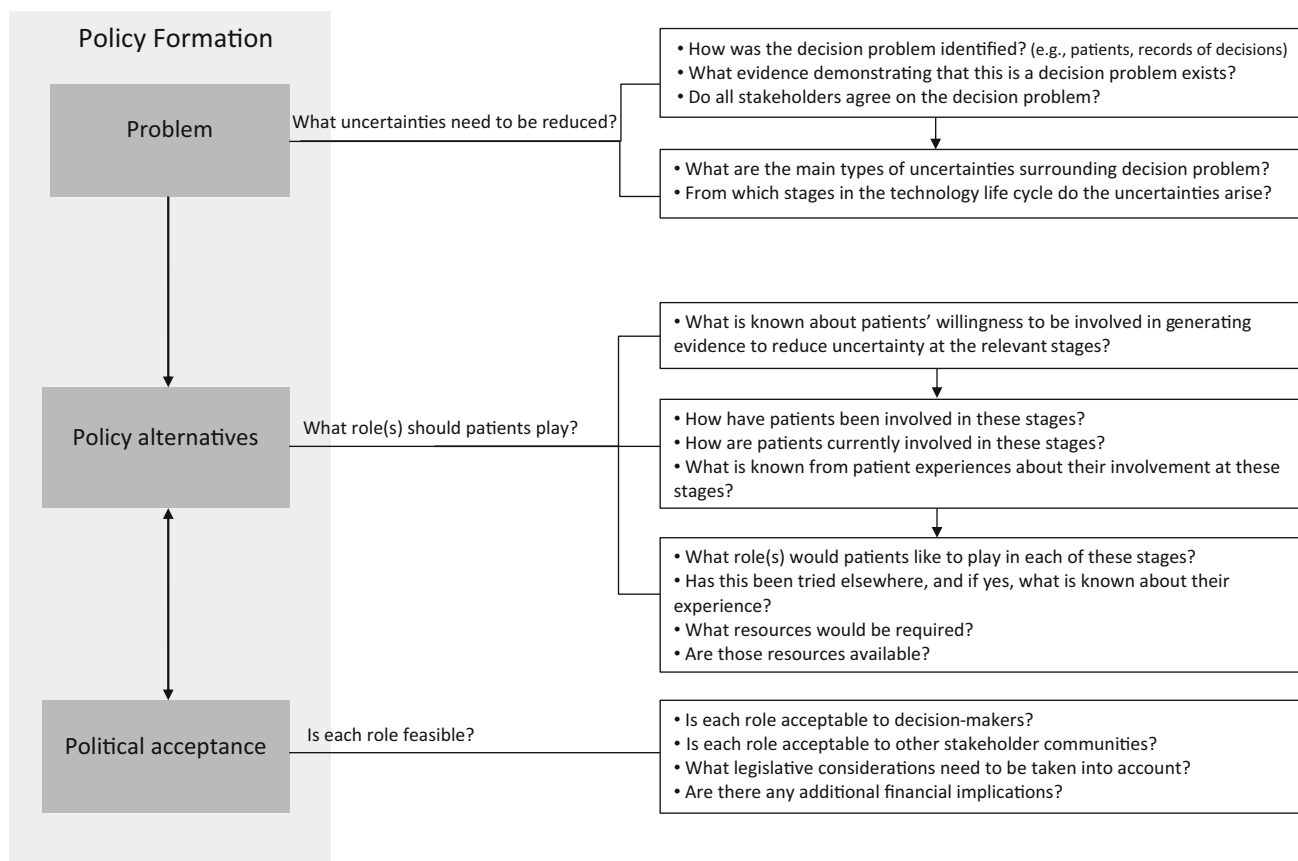 Policy Formation
Problem
What uncertainties need to be reduced?
• How was the decision problem identified? (e.g., patients, records of decisions)
• What evidence demonstrating that this is a decision problem exists?
• Do all stakeholders agree on the decision problem?
• What are the main types of uncertainties surrounding decision problem?
• From which stages in the technology life cycle do the uncertainties arise?
Policy alternatives
What role(s) should patients play?
• What is known about patients’ willingness to be involved in generating
evidence to reduce uncertainty at the relevant stages?
• How have patients been involved in these stages?
• How are patients currently involved in these stages?
• What is known from patient experiences about their involvement at these
stages?
• What role(s) would patients like to play in each of these stages?
• Has this been tried elsewhere, and if yes, what is known about their
experience?
• What resources would be required?
• Are those resources available?
Political acceptance
Is each role feasible?
• Is each role acceptable to decision-makers?
• Is each role acceptable to other stakeholder communities?
• What legislative considerations need to be taken into account?
• Are there any additional financial implications?